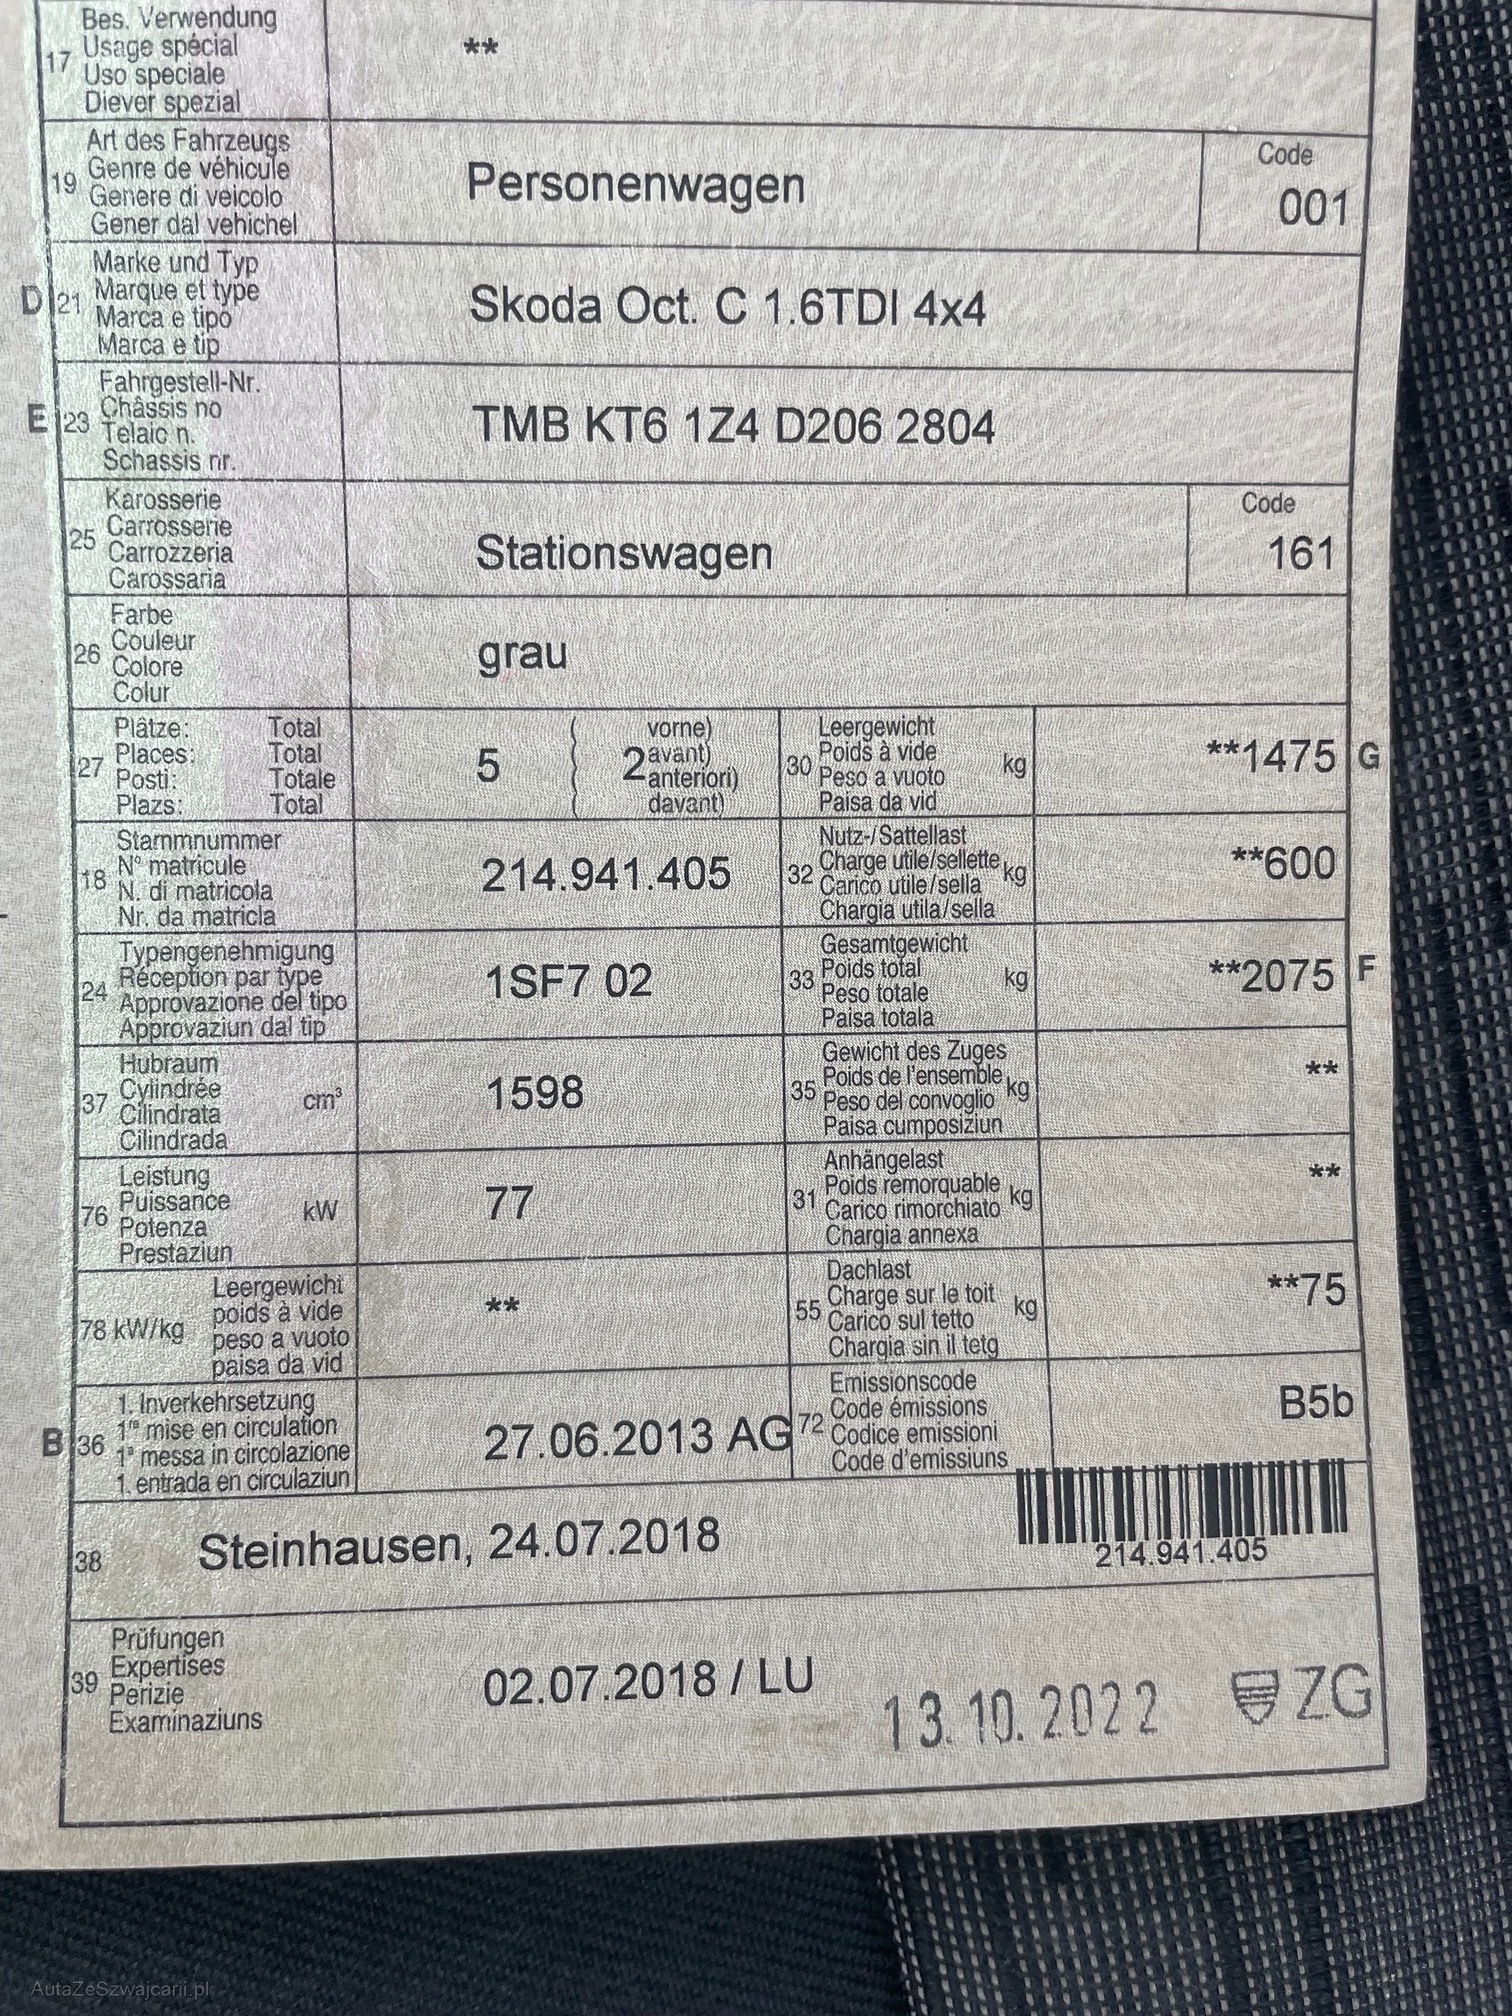 17 Bes. Verwendung
Usage spécial **
Uso speciale
Diever spezial
19 Art des Fahrzeugs Code
Genre de véhicule Personenwagen 001
Genere di veicolo
Gener dal vehichel
D 21 Marke und Typ
Marque et type Skoda Oct. C 1.6TDI 4x4
Marca e tipo
Marca e tip
E 23 Fahrgestell-Nr.
Châssis no TMB KT6 1Z4 D206 2804
Telaio n.
Schassis nr.
25 Karosserie Code
Carrosserie Stationswagen 161
Carrozzeria
Carossaria
26 Farbe
Couleur grau
Colore
Colur
27 Plätze: Total 5 ( 2 vorne)
Places: Total avant)
Posti: Totale anteriori)
Plazs: Total davant)
30 Leergewicht kg **1475 G
Poids à vide
Peso a vuoto
Paisa da vid
18 Stammnummer 214.941.405
N° matricule
N. di matricola
Nr. da matricla
32 Nutz-/Sattellast kg **600
Charge utile/sellette
Carico utile/sella
Chargia utila/sella
24 Typengenehmigung 1SF7 02
Réception par type
Approvazione del tipo
Approvaziun dal tip
33 Gesamtgewicht kg **2075 F
Poids total
Peso totale
Paisa totala
37 Hubraum cm³ 1598
Cylindrée
Cilindrata
Cilindrada
35 Gewicht des Zuges kg **
Poids de l'ensemble
Peso del convoglio
Paisa cumposiziun
76 Leistung kW 77
Puissance
Potenza
Prestaziun
31 Anhängelast kg **
Poids remorquable
Carico rimorchiato
Chargia annexa
78 kW/kg Leergewicht **
poids à vide
peso a vuoto
paisa da vid
55 Dachlast kg **75
Charge sur le toit
Carico sul tetto
Chargia sin il tetg
B 36 1. Inverkehrsetzung 27.06.2013 AG
1re mise en circulation
1a messa in circolazione
1. entrada en circulaziun
72 Emissionscode B5b
Code émissions
Codice emissioni
Code d'emissiuns
38 Steinhausen, 24.07.2018
214.941.405
39 Prüfungen 02.07.2018 / LU 13.10.2022 ZG
Expertises
Perizie
Examinaziuns
AutaZeSzwajcarii.pl